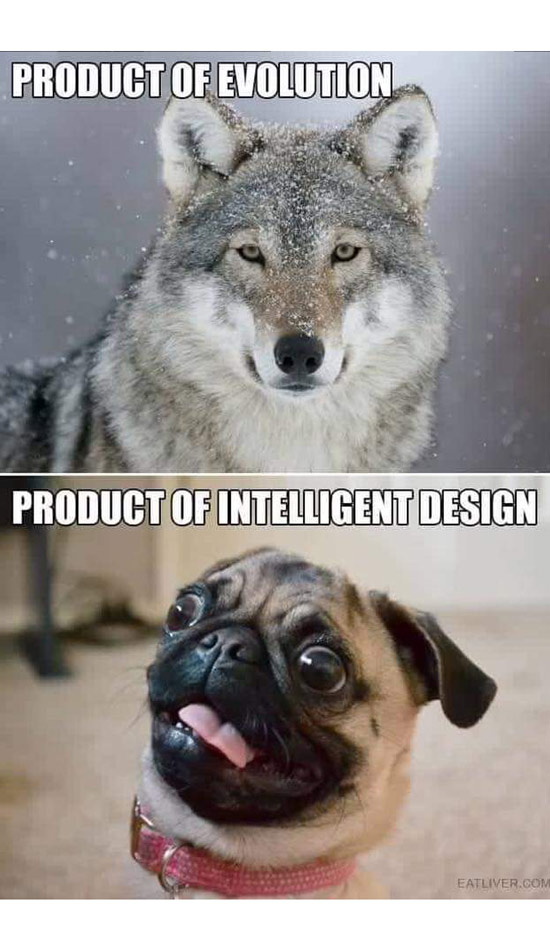 PRODUCT OF EVOLUTION
PRODUCT OF INTELLIGENT DESIGN
EATLIVER.COM